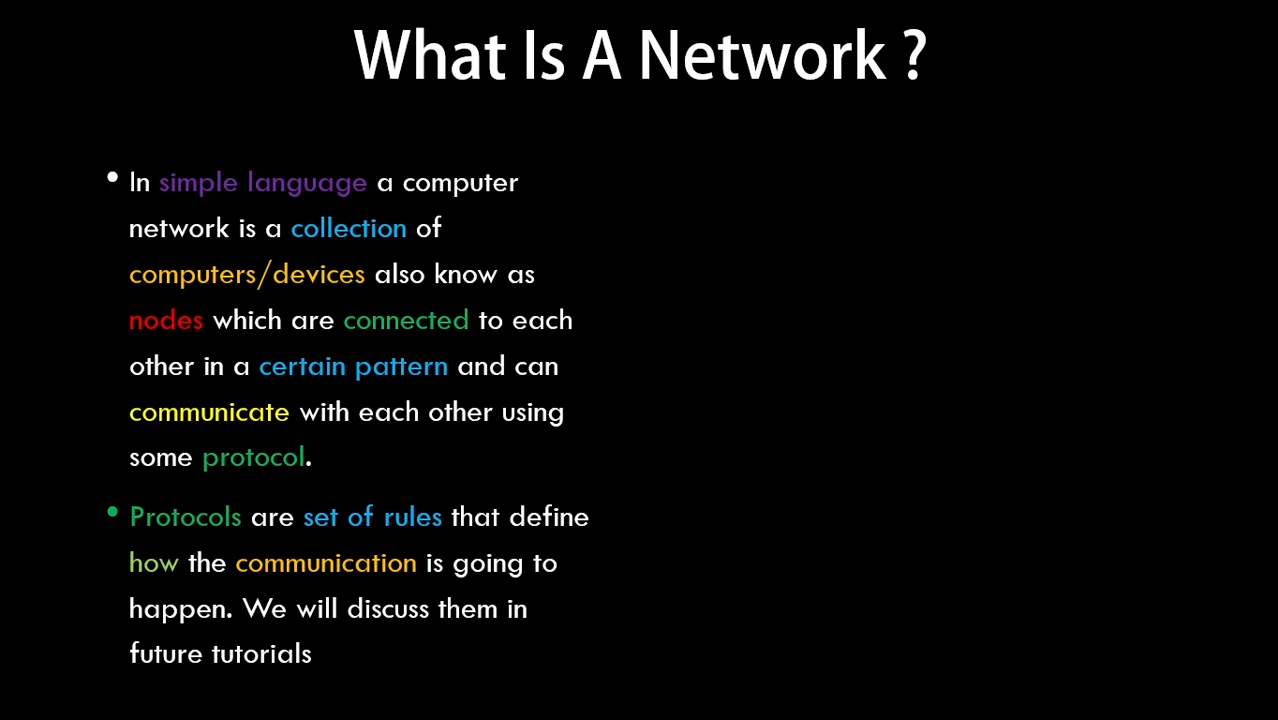 What Is A Network ?
• In simple language a computer
network is a collection of
computers/devices also know as
nodes which are connected to each
other in a certain pattern and can
communicate with each other using
some protocol.
• Protocols are set of rules that define
how the communication is going to
happen. We will discuss them in
future tutorials